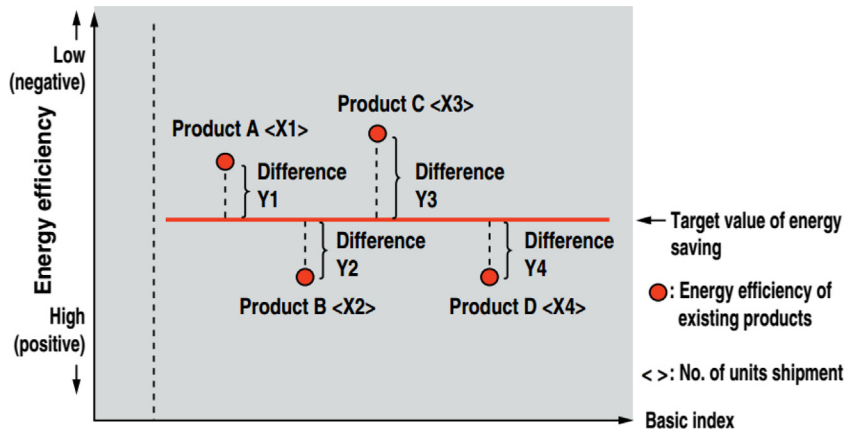 Low
(negative)
Energy efficiency
High
(positive)
Product A <X1>
Difference
Y1
Product C <X3>
Difference
Y3
Difference
Y2
Product B <X2>
Difference
Y4
Product D <X4>
Target value of energy
saving
: Energy efficiency of
existing products
< >: No. of units shipment
Basic index